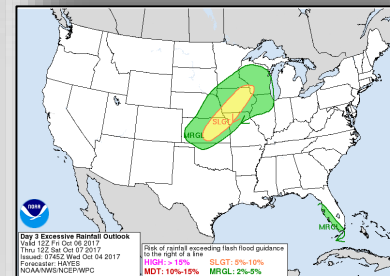 SLGT
MRGL
MRGL
NOAA
Day 3 Excessive Rainfall Outlook
Valid 12Z Fri Oct 06 2017
Thru 12Z Sat Oct 07 2017
Issued: 0745Z Wed Oct 04 2017
Forecaster: HAYES
NOAA/NWS/NCEP/WPC
Risk of rainfall exceeding flash flood guidance
to the right of a line
HIGH: > 15% SLGT: 5%-10%
MDT: 10%-15% MRGL: 2%-5%